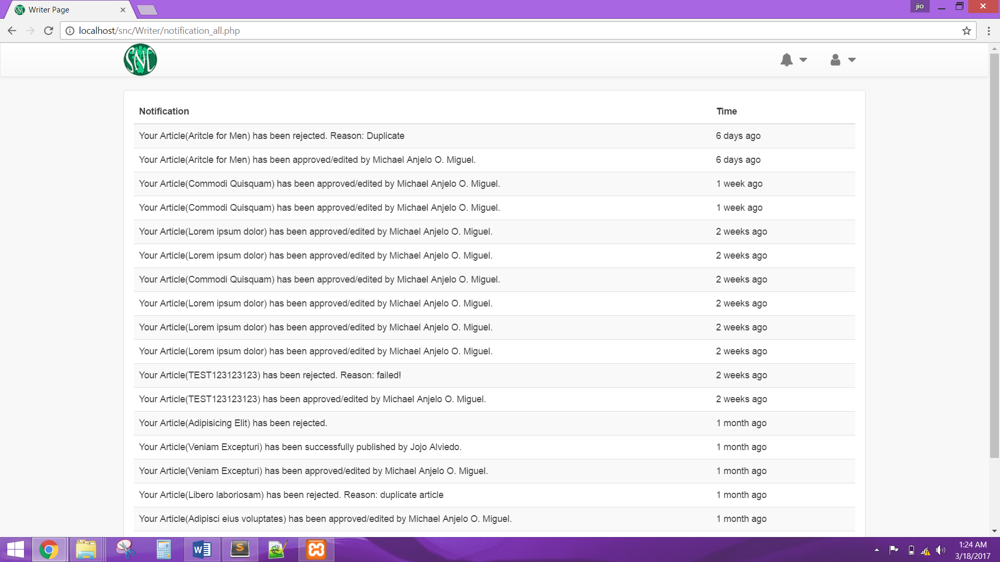 Writer Page
jio
localhost/snc/Writer/notification_all.php
SNC
Notification Time
Your Article(Aritcle for Men) has been rejected. Reason: Duplicate 6 days ago
Your Article(Aritcle for Men) has been approved/edited by Michael Anjelo O. Miguel. 6 days ago
Your Article(Commodi Quisquam) has been approved/edited by Michael Anjelo O. Miguel. 1 week ago
Your Article(Commodi Quisquam) has been approved/edited by Michael Anjelo O. Miguel. 1 week ago
Your Article(Lorem ipsum dolor) has been approved/edited by Michael Anjelo O. Miguel. 2 weeks ago
Your Article(Lorem ipsum dolor) has been approved/edited by Michael Anjelo O. Miguel. 2 weeks ago
Your Article(Commodi Quisquam) has been approved/edited by Michael Anjelo O. Miguel. 2 weeks ago
Your Article(Lorem ipsum dolor) has been approved/edited by Michael Anjelo O. Miguel. 2 weeks ago
Your Article(Lorem ipsum dolor) has been approved/edited by Michael Anjelo O. Miguel. 2 weeks ago
Your Article(Lorem ipsum dolor) has been approved/edited by Michael Anjelo O. Miguel. 2 weeks ago
Your Article(TEST123123123) has been rejected. Reason: failed! 2 weeks ago
Your Article(TEST123123123) has been approved/edited by Michael Anjelo O. Miguel. 2 weeks ago
Your Article(Adipisicing Elit) has been rejected. 1 month ago
Your Article(Veniam Excepturi) has been successfully published by Jojo Alviedo. 1 month ago
Your Article(Veniam Excepturi) has been approved/edited by Michael Anjelo O. Miguel. 1 month ago
Your Article(Libero laboriosam) has been rejected. Reason: duplicate article 1 month ago
Your Article(Adipisci eius voluptates) has been approved/edited by Michael Anjelo O. Miguel. 1 month ago
1:24 AM
3/18/2017